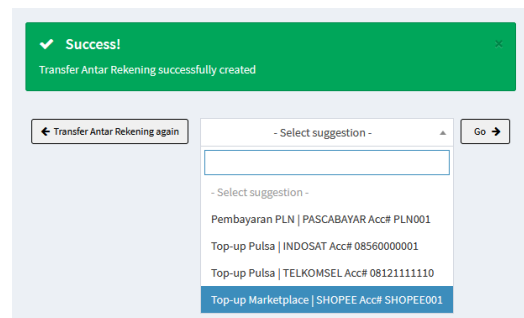 Success!
Transfer Antar Rekening successfully created
Transfer Antar Rekening again
- Select suggestion -
Go
- Select suggestion -
Pembayaran PLN | PASCABAYAR Acc# PLN001
Top-up Pulsa | INDOSAT Acc# 08560000001
Top-up Pulsa | TELKOMSEL Acc# 08121111110
Top-up Marketplace | SHOPEE Acc# SHOPEE001